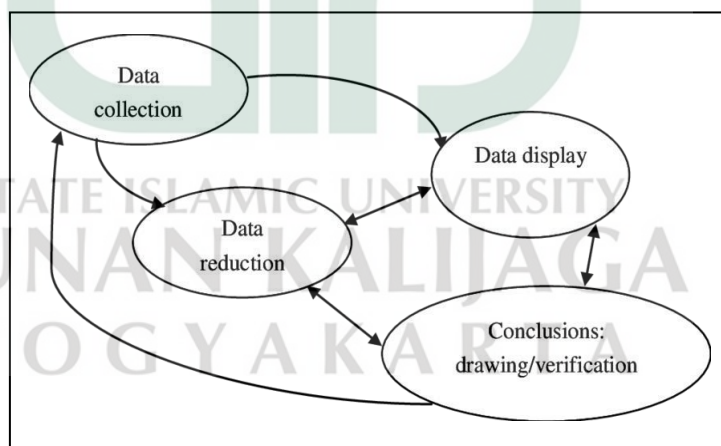 Data
collection
Data display
STATE ISLAMIC UNIVERSITY
Data
reduction
SUNAN KALIJAGA
Conclusions:
drawing/verification
YOGYAKARTA